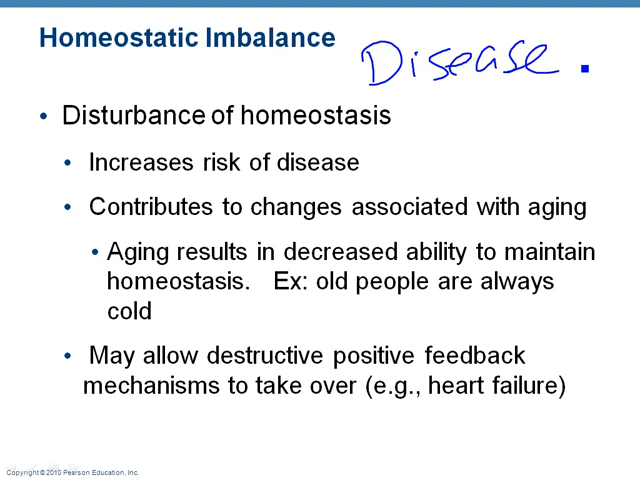 Homeostatic Imbalance
Disease.
• Disturbance of homeostasis
• Increases risk of disease
• Contributes to changes associated with aging
• Aging results in decreased ability to maintain
homeostasis. Ex: old people are always
cold
• May allow destructive positive feedback
mechanisms to take over (e.g., heart failure)
Copyright © 2010 Pearson Education, Inc.